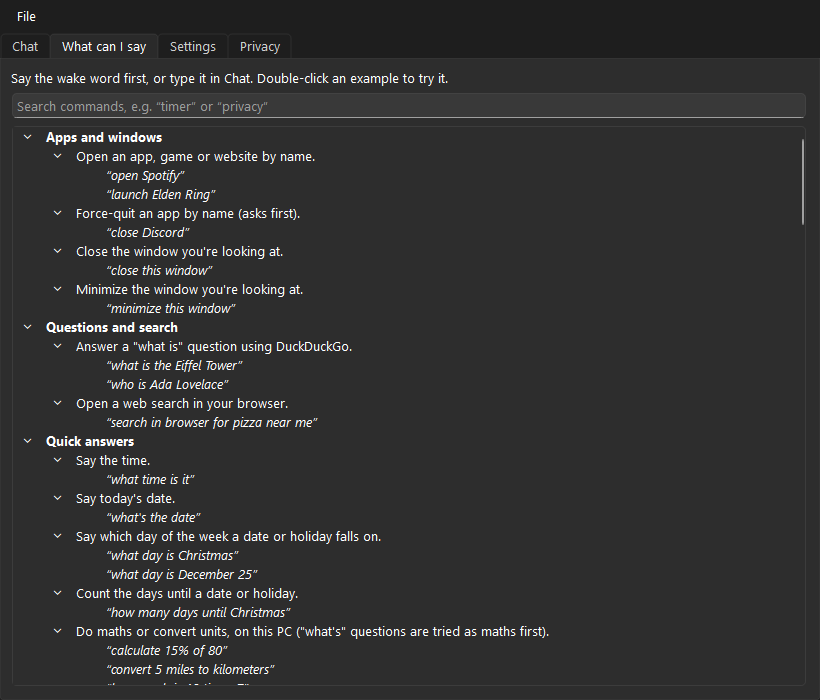 File
Chat What can I say Settings Privacy
Say the wake word first, or type it in Chat. Double-click an example to try it.
Search commands, e.g. “timer” or “privacy”
Apps and windows
Open an app, game or website by name.
“open Spotify”
“launch Elden Ring”
Force-quit an app by name (asks first).
“close Discord”
Close the window you're looking at.
“close this window”
Minimize the window you're looking at.
“minimize this window”
Questions and search
Answer a "what is" question using DuckDuckGo.
“what is the Eiffel Tower”
“who is Ada Lovelace”
Open a web search in your browser.
“search in browser for pizza near me”
Quick answers
Say the time.
“what time is it”
Say today's date.
“what's the date”
Say which day of the week a date or holiday falls on.
“what day is Christmas”
“what day is December 25”
Count the days until a date or holiday.
“how many days until Christmas”
Do maths or convert units, on this PC ("what's" questions are tried as maths first).
“calculate 15% of 80”
“convert 5 miles to kilometers”